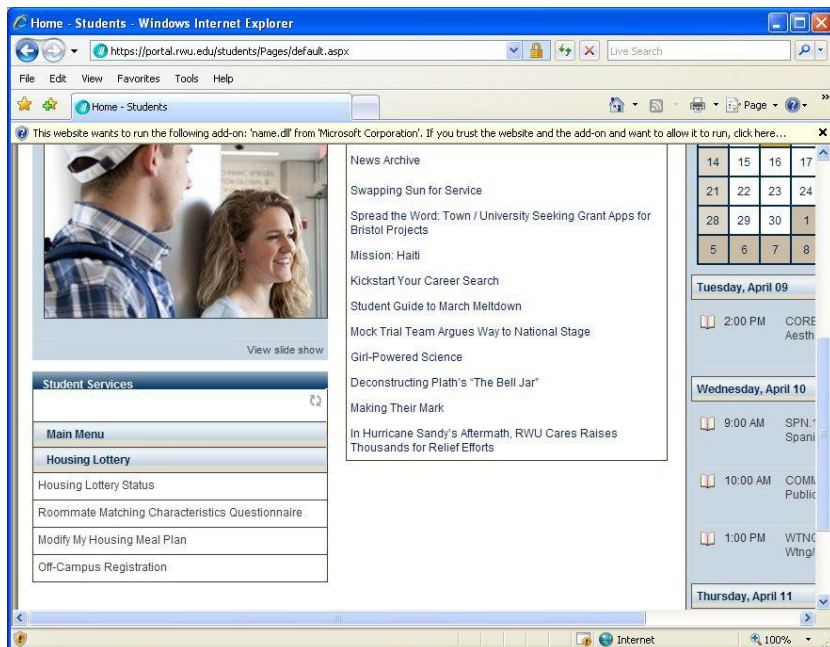 Home - Students - Windows Internet Explorer
https://portal.rwu.edu/students/Pages/default.aspx
Live Search
File Edit View Favorites Tools Help
Home - Students
Page
This website wants to run the following add-on: 'name.dll' from 'Microsoft Corporation'. If you trust the website and the add-on and want to allow it to run, click here...
View slide show
Student Services
Main Menu
Housing Lottery
Housing Lottery Status
Roommate Matching Characteristics Questionnaire
Modify My Housing Meal Plan
Off-Campus Registration
News Archive
Swapping Sun for Service
Spread the Word: Town / University Seeking Grant Apps for
Bristol Projects
Mission: Haiti
Kickstart Your Career Search
Student Guide to March Meltdown
Mock Trial Team Argues Way to National Stage
Girl-Powered Science
Deconstructing Plath's “The Bell Jar”
Making Their Mark
In Hurricane Sandy's Aftermath, RWU Cares Raises
Thousands for Relief Efforts
14 15 16 17
21 22 23 24
28 29 30 1
5 6 7 8
Tuesday, April 09
2:00 PM CORE
Aesth
Wednesday, April 10
9:00 AM SPN.1
Spani
10:00 AM COMM
Public
1:00 PM WTNG
Wtng/
Thursday, April 11
Internet
100%